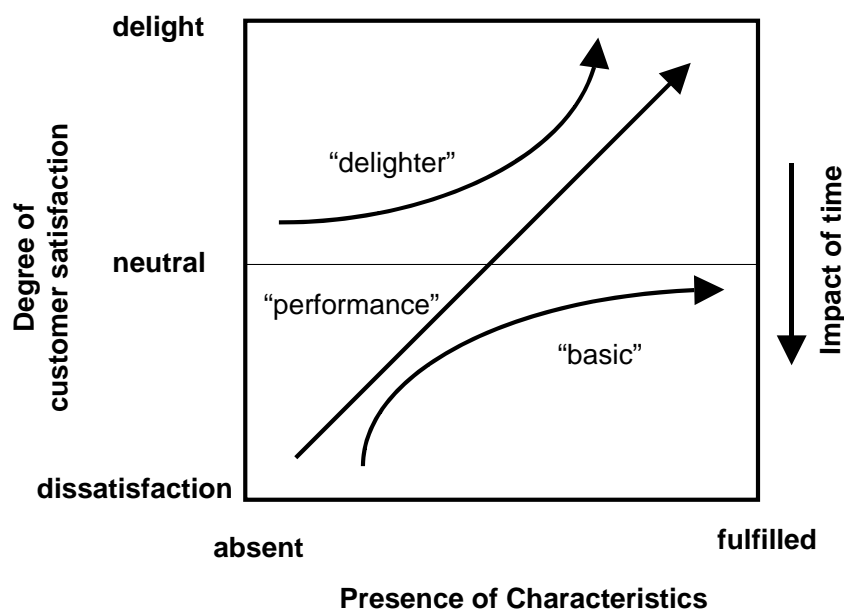 delight
Degree of
customer satisfaction
“delighter”
Impact of time
neutral
“performance”
“basic”
dissatisfaction
absent
fulfilled
Presence of Characteristics